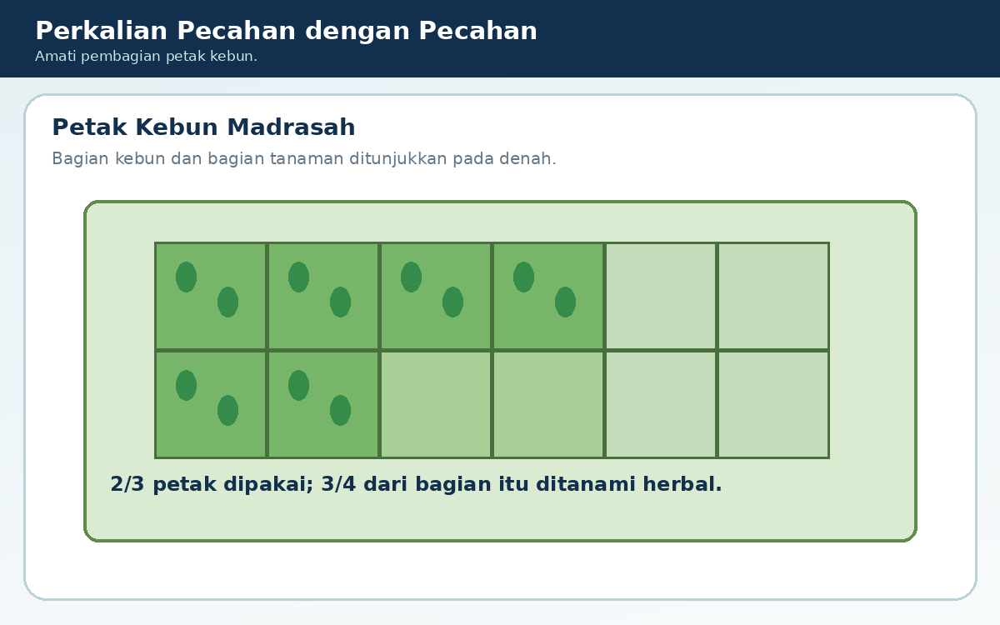 Perkalian Pecahan dengan Pecahan
Amati pembagian petak kebun.
Petak Kebun Madrasah
Bagian kebun dan bagian tanaman ditunjukkan pada denah.
2/3 petak dipakai; 3/4 dari bagian itu ditanami herbal.